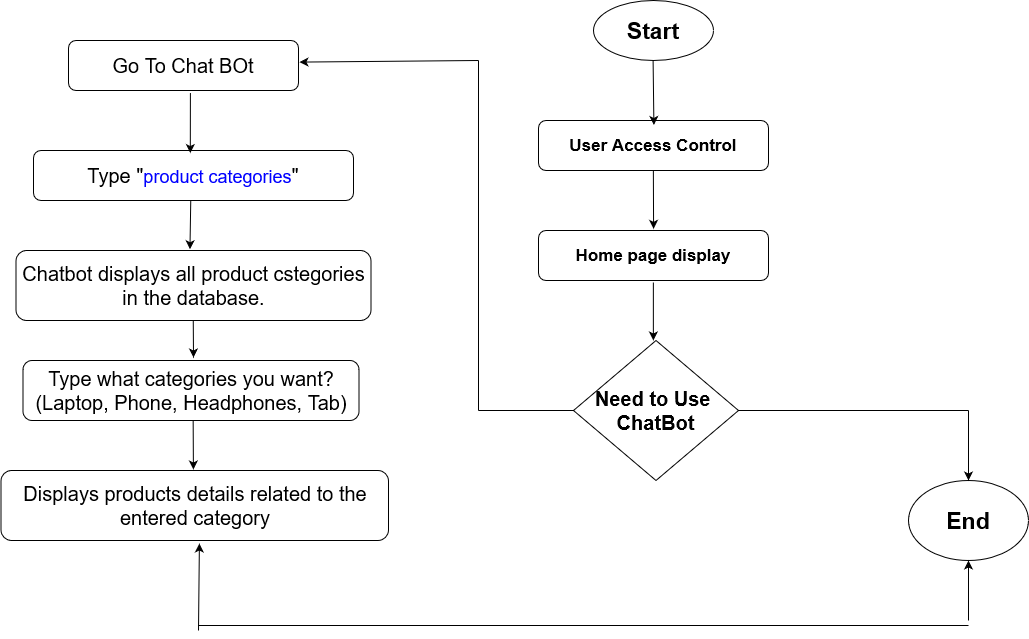 Start
User Access Control
Home page display
Need to Use
ChatBot
Go To Chat BOt
Type "product categories"
Chatbot displays all product cstegories
in the database.
Type what categories you want?
(Laptop, Phone, Headphones, Tab)
Displays products details related to the
entered category
End